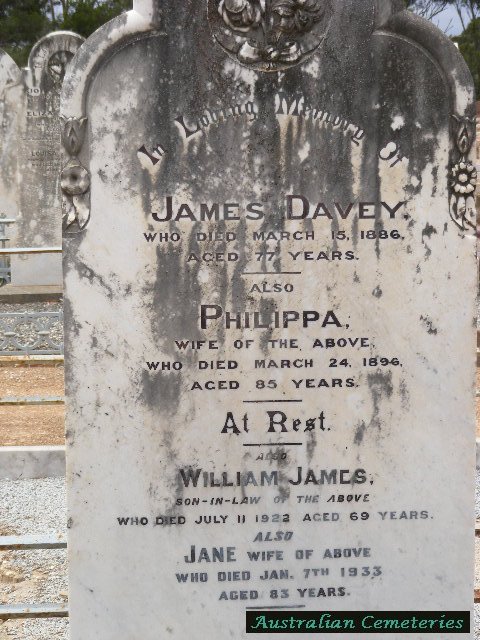 In Loving Memory Of
JAMES DAVEY,
WHO DIED MARCH 15, 1886,
AGED 77 YEARS.
ALSO
PHILIPPA,
WIFE OF THE ABOVE,
WHO DIED MARCH 24, 1896,
AGED 85 YEARS.
At Rest.
ALSO
WILLIAM JAMES,
SON-IN-LAW OF THE ABOVE
WHO DIED JULY 11 1922 AGED 69 YEARS.
ALSO
JANE WIFE OF ABOVE
WHO DIED JAN. 7TH 1933
AGED 83 YEARS.
Australian Cemeteries